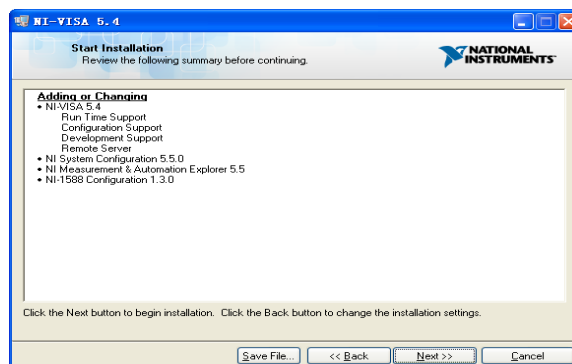 NI-VISA 5.4
Start Installation
Review the following summary before continuing.
NATIONAL
INSTRUMENTS™
Adding or Changing
• NI-VISA 5.4
Run Time Support
Configuration Support
Development Support
Remote Server
• NI System Configuration 5.5.0
• NI Measurement & Automation Explorer 5.5
• NI-1588 Configuration 1.3.0
Click the Next button to begin installation. Click the Back button to change the installation settings.
Save File...
<< Back
Next >>
Cancel